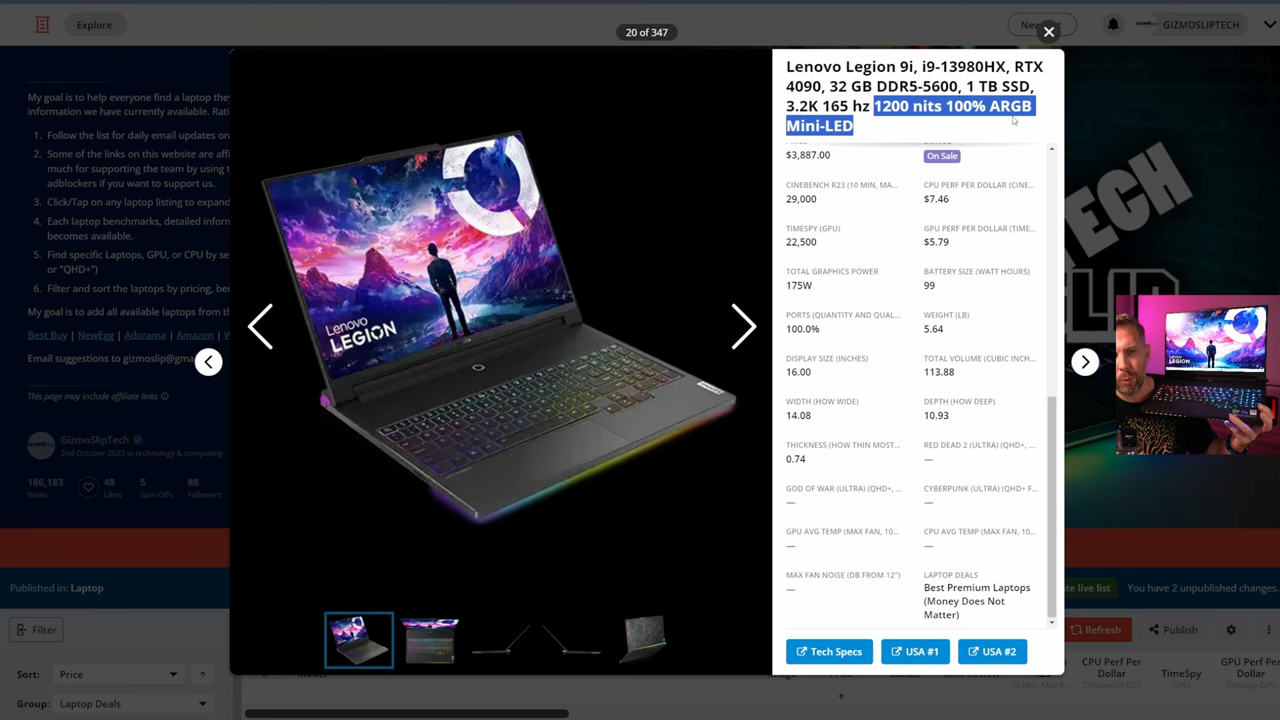 Explore
20 of 347
GIZMOSLIPTECH
My goal is to help everyone find a laptop they
information we have currently available. Rati
1. Follow the list for daily email updates on
2. Some of the links on this website are affi
much for supporting the team by using t
adblockers if you want to support us.
3. Click/Tap on any laptop listing to expand
4. Each laptop benchmarks, detailed infor
becomes available.
5. Find specific Laptops, GPU, or CPU by se
or "QHD+")
6. Filter and sort the laptops by pricing, ber
My goal is to add all available laptops from th
Best Buy | NewEgg | Adorama | Amazon | W
Email suggestions to gizmoslip@gma
This page may include affiliate links
GizmoSlipTech
2nd October 2023 in technology & computing
186,183 48 5 88
Views Likes Spin-Offs Followers
Published in: Laptop
Filter
Sort: Price
Group: Laptop Deals
Lenovo
LEGION
Lenovo Legion 9i, i9-13980HX, RTX
4090, 32 GB DDR5-5600, 1 TB SSD,
3.2K 165 hz 1200 nits 100% ARGB
Mini-LED
$3,887.00 On Sale
CINEBENCH R23 (10 MIN, MA... CPU PERF PER DOLLAR (CINE...
29,000 $7.46
TIMESPY (GPU) GPU PERF PER DOLLAR (TIME...
22,500 $5.79
TOTAL GRAPHICS POWER BATTERY SIZE (WATT HOURS)
175W 99
PORTS (QUANTITY AND QUAL... WEIGHT (LB)
100.0% 5.64
DISPLAY SIZE (INCHES) TOTAL VOLUME (CUBIC INCH...
16.00 113.88
WIDTH (HOW WIDE) DEPTH (HOW DEEP)
14.08 10.93
THICKNESS (HOW THIN MOST... RED DEAD 2 (ULTRA) (QHD+, ...
0.74 —
GOD OF WAR (ULTRA) (QHD+, ... CYBERPUNK (ULTRA) (QHD+ F...
— —
GPU AVG TEMP (MAX FAN, 10... CPU AVG TEMP (MAX FAN, 10...
— —
MAX FAN NOISE (DB FROM 12") LAPTOP DEALS
— Best Premium Laptops
(Money Does Not
Matter)
Tech Specs USA #1 USA #2
TECH
te live list You have 2 unpublished changes.
Refresh Publish
CPU Perf Per
Dollar
Cinebench R23
TimeSpy
GPU
GPU Perf Per
Dollar